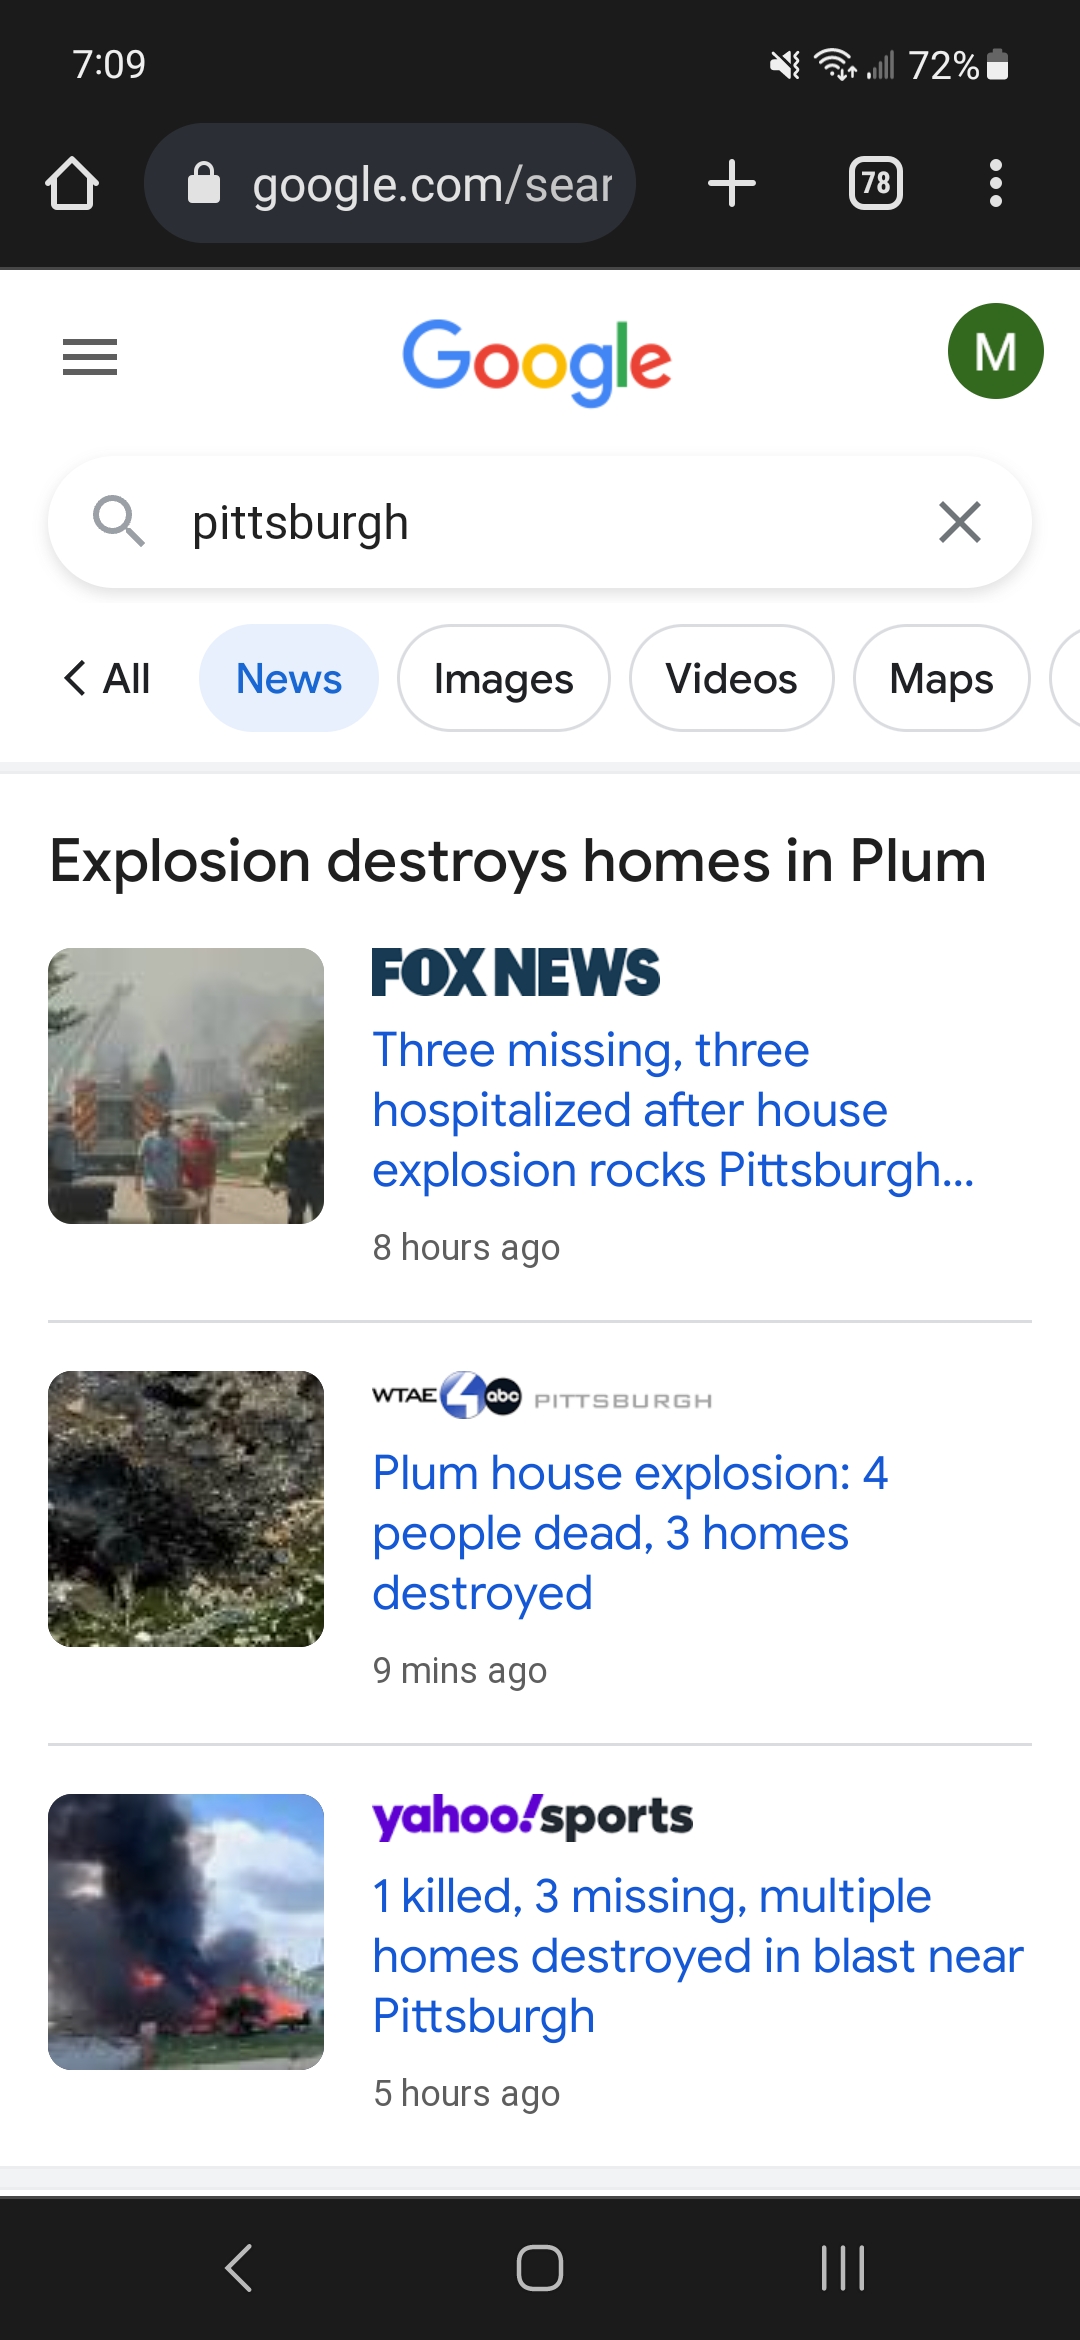 7:09
72%
google.com/sear
78
Google
M
pittsburgh
All
News
Images
Videos
Maps
Explosion destroys homes in Plum
FOX NEWS
Three missing, three
hospitalized after house
explosion rocks Pittsburgh...
8 hours ago
WTAE 4 abc PITTSBURGH
Plum house explosion: 4
people dead, 3 homes
destroyed
9 mins ago
yahoo!sports
1 killed, 3 missing, multiple
homes destroyed in blast near
Pittsburgh
5 hours ago